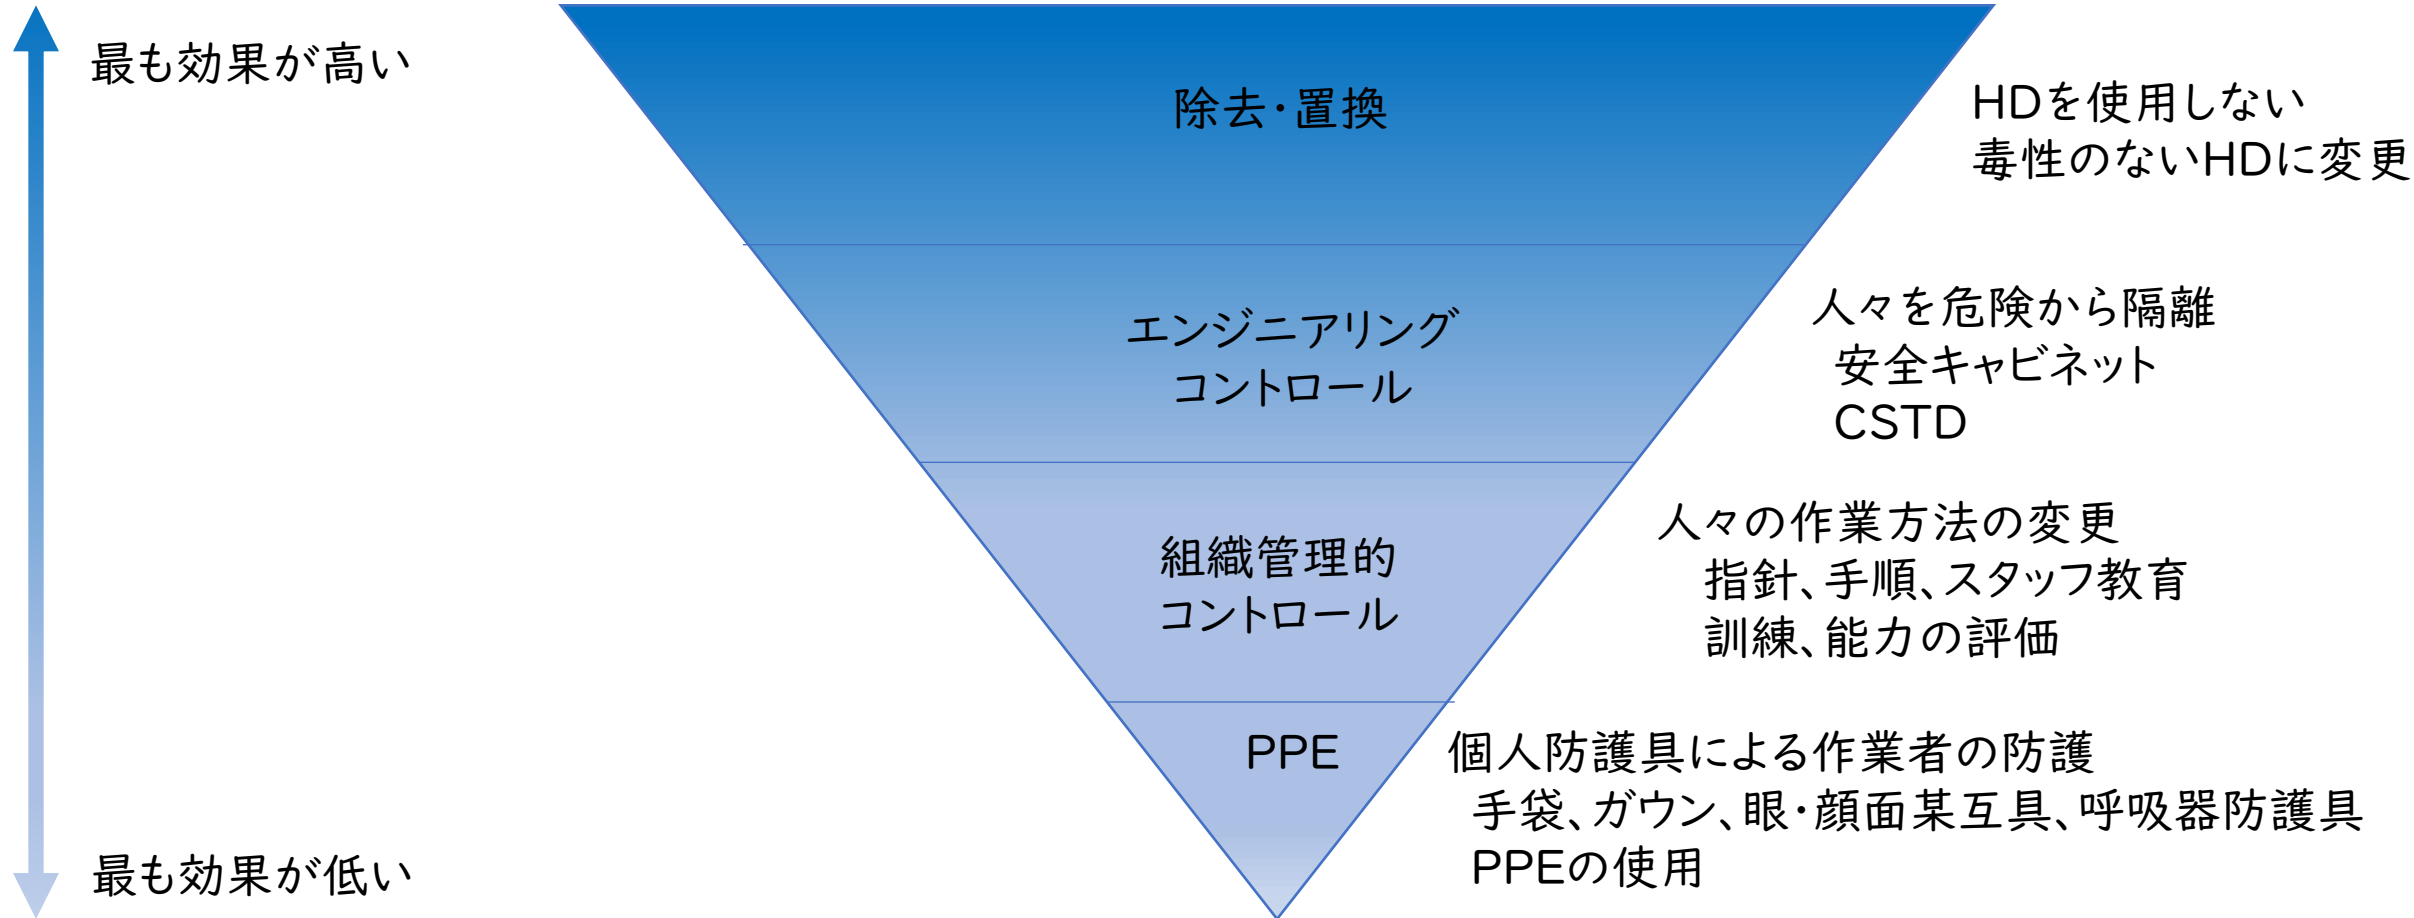 最も効果が高い
除去・置換
HDを使用しない
毒性のないHDに変更
エンジニアリング
コントロール
人々を危険から隔離
安全キャビネット
CSTD
組織管理的
コントロール
人々の作業方法の変更
指針、手順、スタッフ教育
訓練、能力の評価
PPE
個人防護具による作業者の防護
手袋、ガウン、眼・顔面某互具、呼吸器防護具
PPEの使用
最も効果が低い